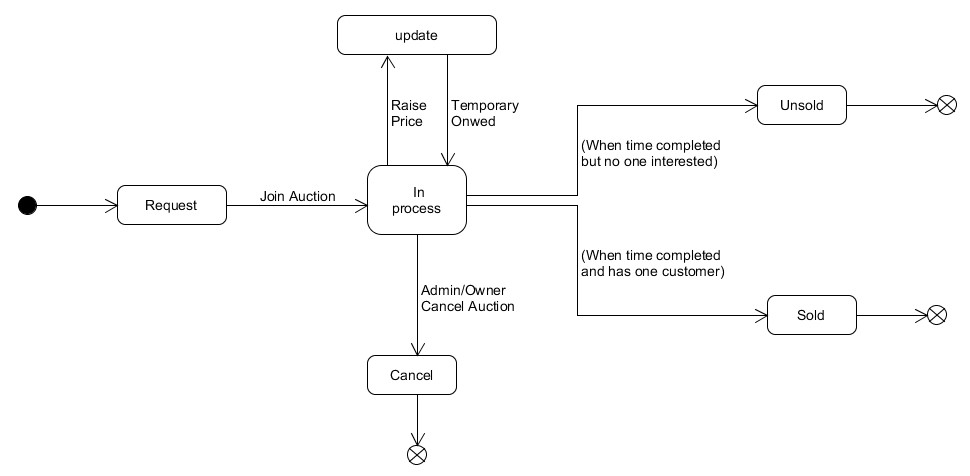 update
Raise
Price
Temporary
Onwed
Unsold
(When time completed
but no one interested)
Request
Join Auction
In
process
(When time completed
and has one customer)
Admin/Owner
Cancel Auction
Sold
Cancel